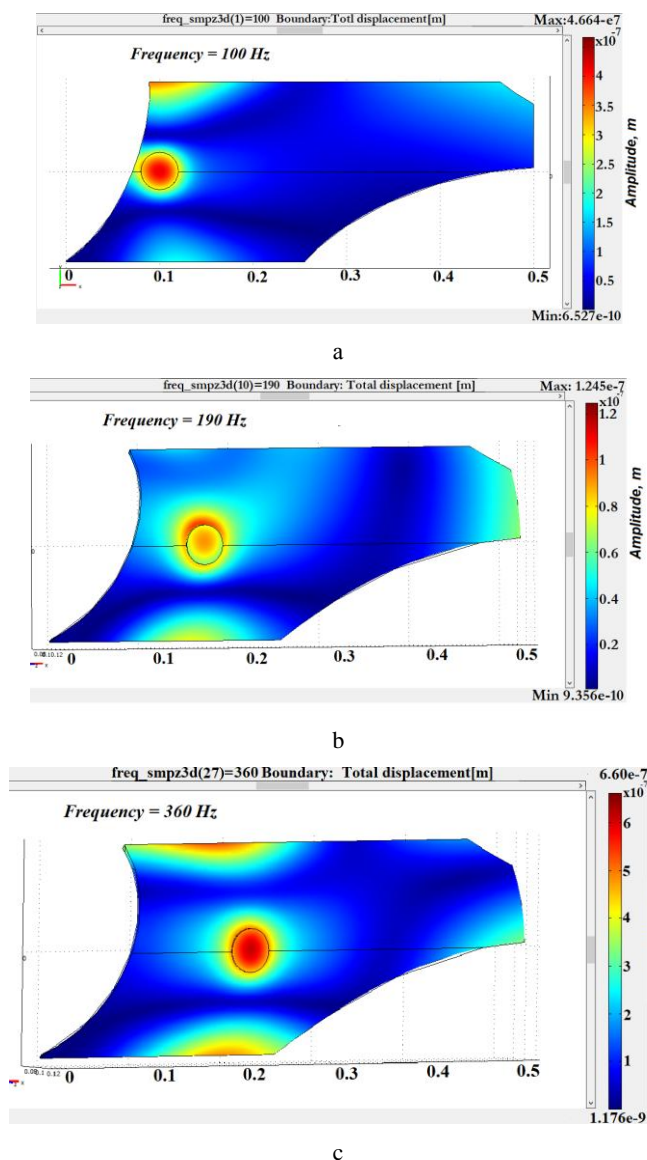 freq_smpz3d(1)=100 Boundary:Totl displacement[m]
Max:4.664-e7
x10
-7
Frequency = 100 Hz
4
3.5
3
2.5
2
1.5
1
0.5
Amplitude, m
0
0
0.1
0.2
0.3
0.4
0.5
x
Min:6.527e-10
a
freq_smpz3d(10)=190 Boundary: Total displacement [m]
Max: 1.245e-7
x10
-7
Frequency = 190 Hz
1.2
1
0.8
0.6
0.4
0.2
Amplitude, m
0
0.1
0.2
0.3
0.4
0.5
Min 9.356e-10
b
freq_smpz3d(27)=360 Boundary: Total displacement[m]
6.60e-7
x10
-7
Frequency = 360 Hz
6
5
4
3
2
1
0
0.1
0.2
0.3
0.4
0.5
1.176e-9
c